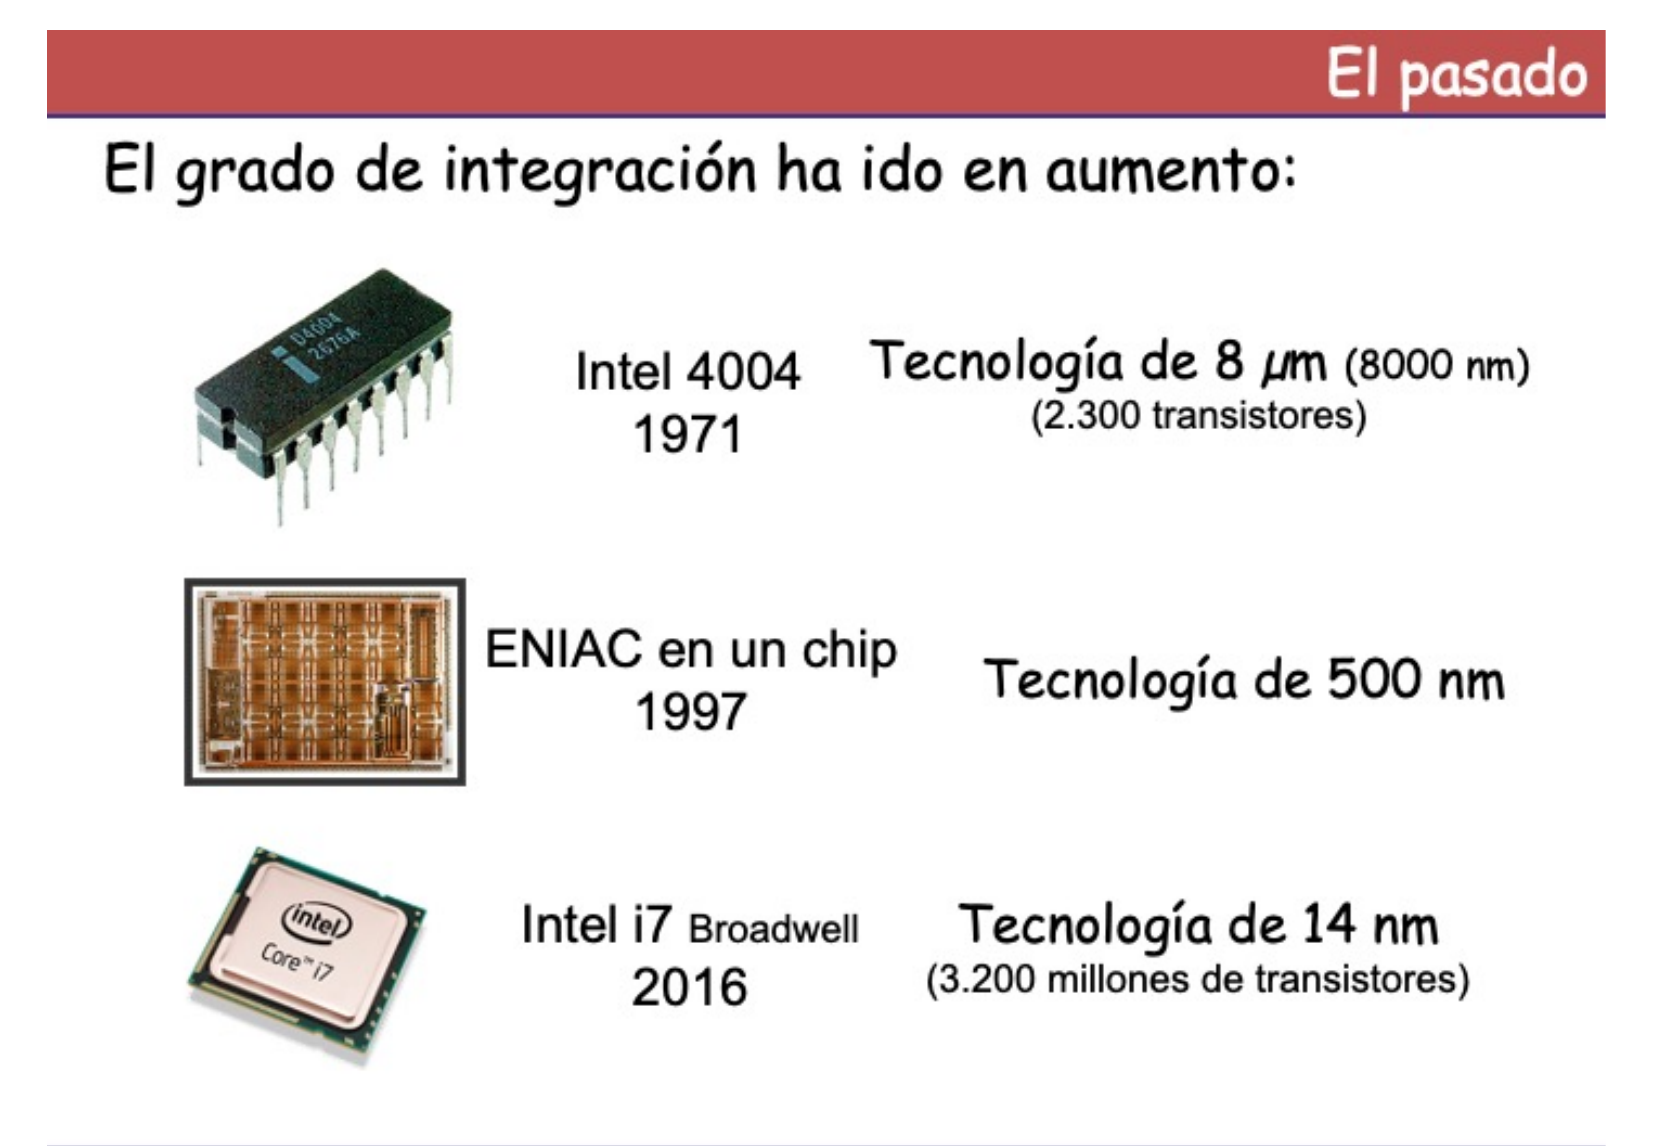 El pasado
El grado de integración ha ido en aumento:
D4004
2676A
Intel 4004
1971
Tecnología de 8 µm (8000 nm)
(2.300 transistores)
ENIAC en un chip
1997
Tecnología de 500 nm
intel
Core™ i7
Intel i7 Broadwell
2016
Tecnología de 14 nm
(3.200 millones de transistores)